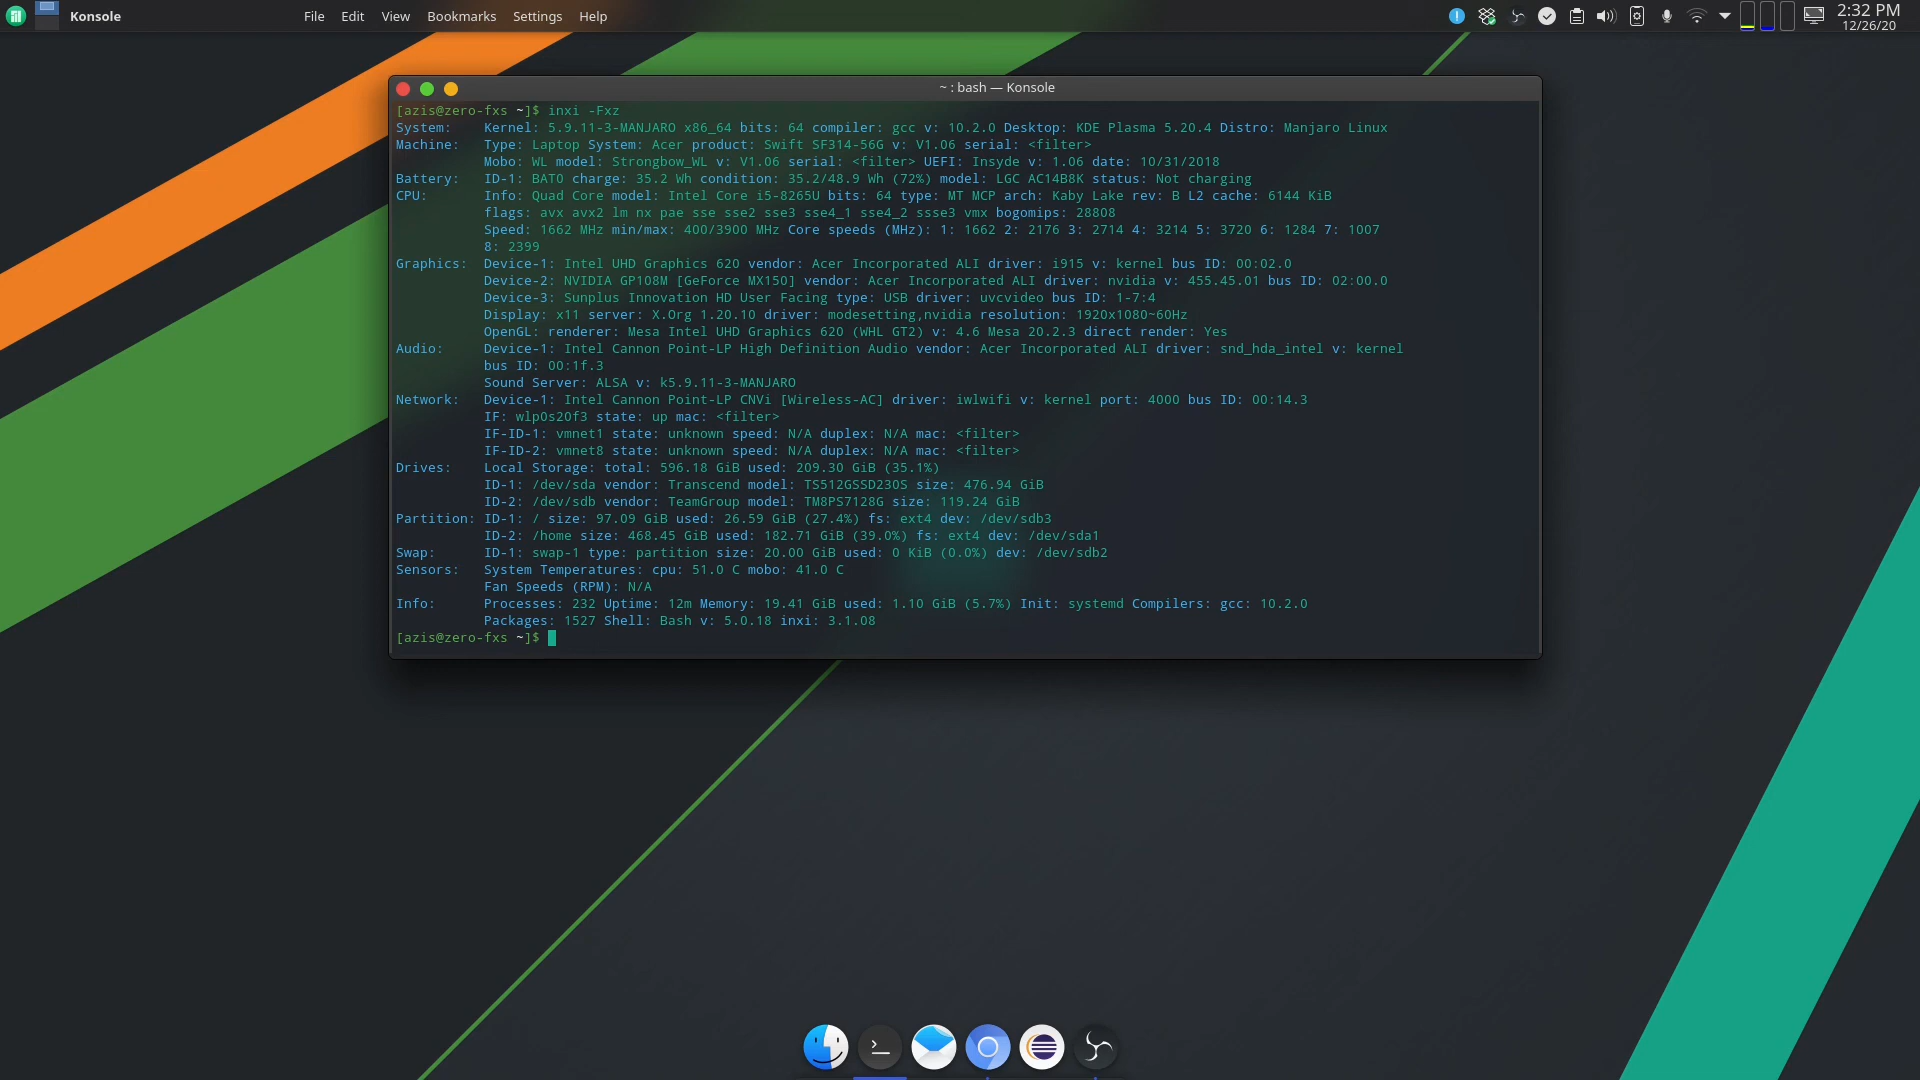 Konsole File Edit View Bookmarks Settings Help 2:32 PM
12/26/20
~ : bash — Konsole
[azis@zero-fxs ~]$ inxi -Fxz
System: Kernel: 5.9.11-3-MANJARO x86_64 bits: 64 compiler: gcc v: 10.2.0 Desktop: KDE Plasma 5.20.4 Distro: Manjaro Linux
Machine: Type: Laptop System: Acer product: Swift SF314-56G v: V1.06 serial: <filter>
Mobo: WL model: Strongbow_WL v: V1.06 serial: <filter> UEFI: Insyde v: 1.06 date: 10/31/2018
Battery: ID-1: BAT0 charge: 35.2 Wh condition: 35.2/48.9 Wh (72%) model: LGC AC14B8K status: Not charging
CPU: Info: Quad Core model: Intel Core i5-8265U bits: 64 type: MT MCP arch: Kaby Lake rev: B L2 cache: 6144 KiB
flags: avx avx2 lm nx pae sse sse2 sse3 sse4_1 sse4_2 ssse3 vmx bogomips: 28808
Speed: 1662 MHz min/max: 400/3900 MHz Core speeds (MHz): 1: 1662 2: 2176 3: 2714 4: 3214 5: 3720 6: 1284 7: 1007
8: 2399
Graphics: Device-1: Intel UHD Graphics 620 vendor: Acer Incorporated ALI driver: i915 v: kernel bus ID: 00:02.0
Device-2: NVIDIA GP108M [GeForce MX150] vendor: Acer Incorporated ALI driver: nvidia v: 455.45.01 bus ID: 02:00.0
Device-3: Sunplus Innovation HD User Facing type: USB driver: uvcvideo bus ID: 1-7:4
Display: x11 server: X.Org 1.20.10 driver: modesetting,nvidia resolution: 1920x1080~60Hz
OpenGL: renderer: Mesa Intel UHD Graphics 620 (WHL GT2) v: 4.6 Mesa 20.2.3 direct render: Yes
Audio: Device-1: Intel Cannon Point-LP High Definition Audio vendor: Acer Incorporated ALI driver: snd_hda_intel v: kernel
bus ID: 00:1f.3
Sound Server: ALSA v: k5.9.11-3-MANJARO
Network: Device-1: Intel Cannon Point-LP CNVi [Wireless-AC] driver: iwlwifi v: kernel port: 4000 bus ID: 00:14.3
IF: wlp0s20f3 state: up mac: <filter>
IF-ID-1: vmnet1 state: unknown speed: N/A duplex: N/A mac: <filter>
IF-ID-2: vmnet8 state: unknown speed: N/A duplex: N/A mac: <filter>
Drives: Local Storage: total: 596.18 GiB used: 209.30 GiB (35.1%)
ID-1: /dev/sda vendor: Transcend model: TS512GSSD230S size: 476.94 GiB
ID-2: /dev/sdb vendor: TeamGroup model: TM8PS7128G size: 119.24 GiB
Partition: ID-1: / size: 97.09 GiB used: 26.59 GiB (27.4%) fs: ext4 dev: /dev/sdb3
ID-2: /home size: 468.45 GiB used: 182.71 GiB (39.0%) fs: ext4 dev: /dev/sda1
Swap: ID-1: swap-1 type: partition size: 20.00 GiB used: 0 KiB (0.0%) dev: /dev/sdb2
Sensors: System Temperatures: cpu: 51.0 C mobo: 41.0 C
Fan Speeds (RPM): N/A
Info: Processes: 232 Uptime: 12m Memory: 19.41 GiB used: 1.10 GiB (5.7%) Init: systemd Compilers: gcc: 10.2.0
Packages: 1527 Shell: Bash v: 5.0.18 inxi: 3.1.08
[azis@zero-fxs ~]$